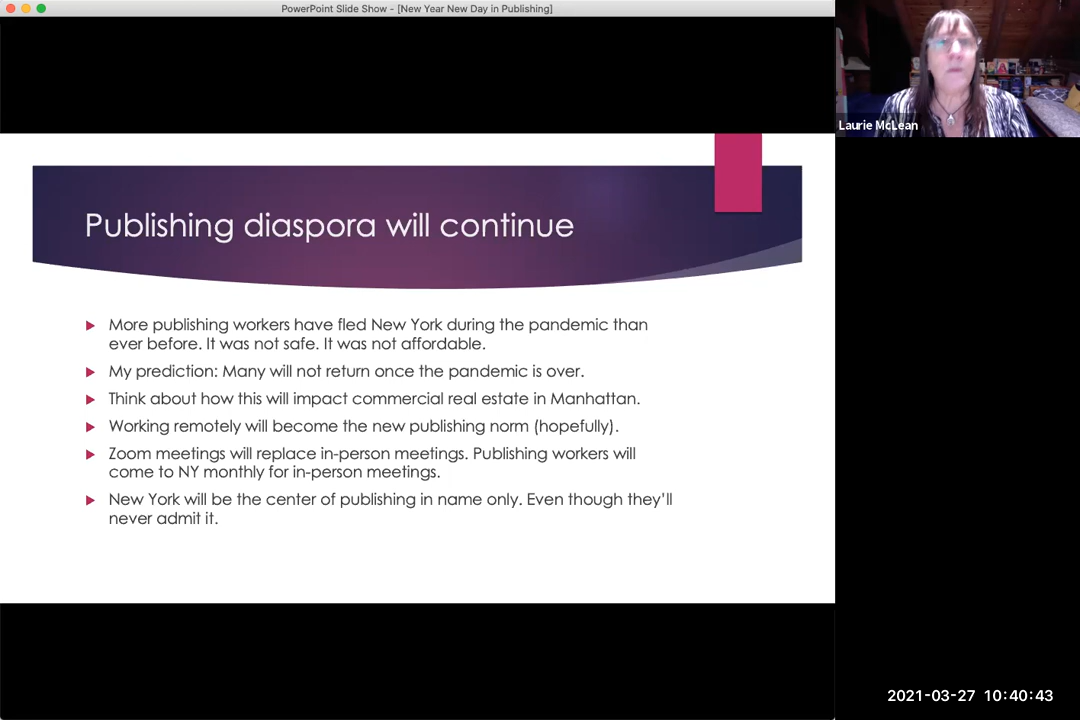 PowerPoint Slide Show - [New Year New Day in Publishing]
Laurie McLean
Publishing diaspora will continue
More publishing workers have fled New York during the pandemic than
ever before. It was not safe. It was not affordable.
My prediction: Many will not return once the pandemic is over.
Think about how this will impact commercial real estate in Manhattan.
Working remotely will become the new publishing norm (hopefully).
Zoom meetings will replace in-person meetings. Publishing workers will
come to NY monthly for in-person meetings.
New York will be the center of publishing in name only. Even though they'll
never admit it.
2021-03-27 10:40:43